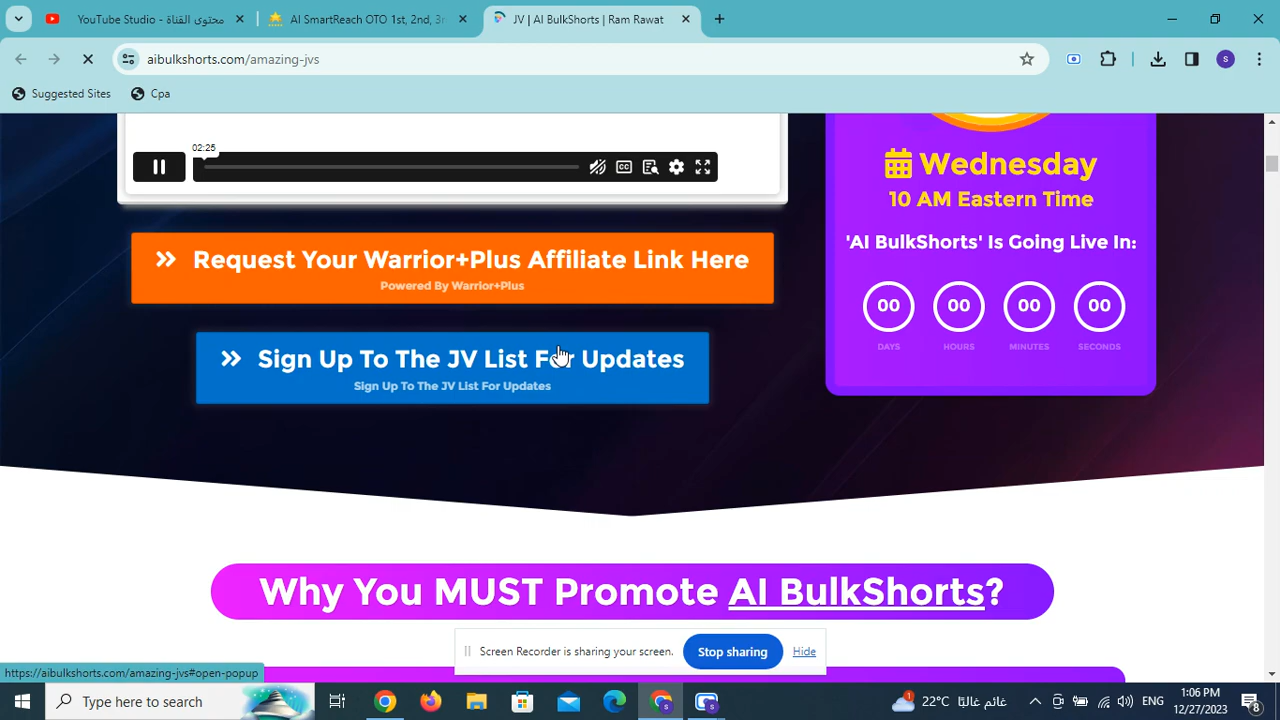 YouTube Studio - محتوى القناة
AI SmartReach OTO 1st, 2nd, 3r
JV | AI BulkShorts | Ram Rawat
aibulkshorts.com/amazing-jvs
S
Suggested Sites
Cpa
02:25
CC
Wednesday
10 AM Eastern Time
'AI BulkShorts' Is Going Live In:
00 00 00 00
DAYS HOURS MINUTES SECONDS
Request Your Warrior+Plus Affiliate Link Here
Powered By Warrior+Plus
Sign Up To The JV List For Updates
Sign Up To The JV List For Updates
Why You MUST Promote AI BulkShorts?
Screen Recorder is sharing your screen.
Stop sharing
Hide
https://aibulkshorts.com/amazing-jvs#open-popup
Type here to search
1
22°C غائم غالبًا
ENG
1:06 PM
12/27/2023
8